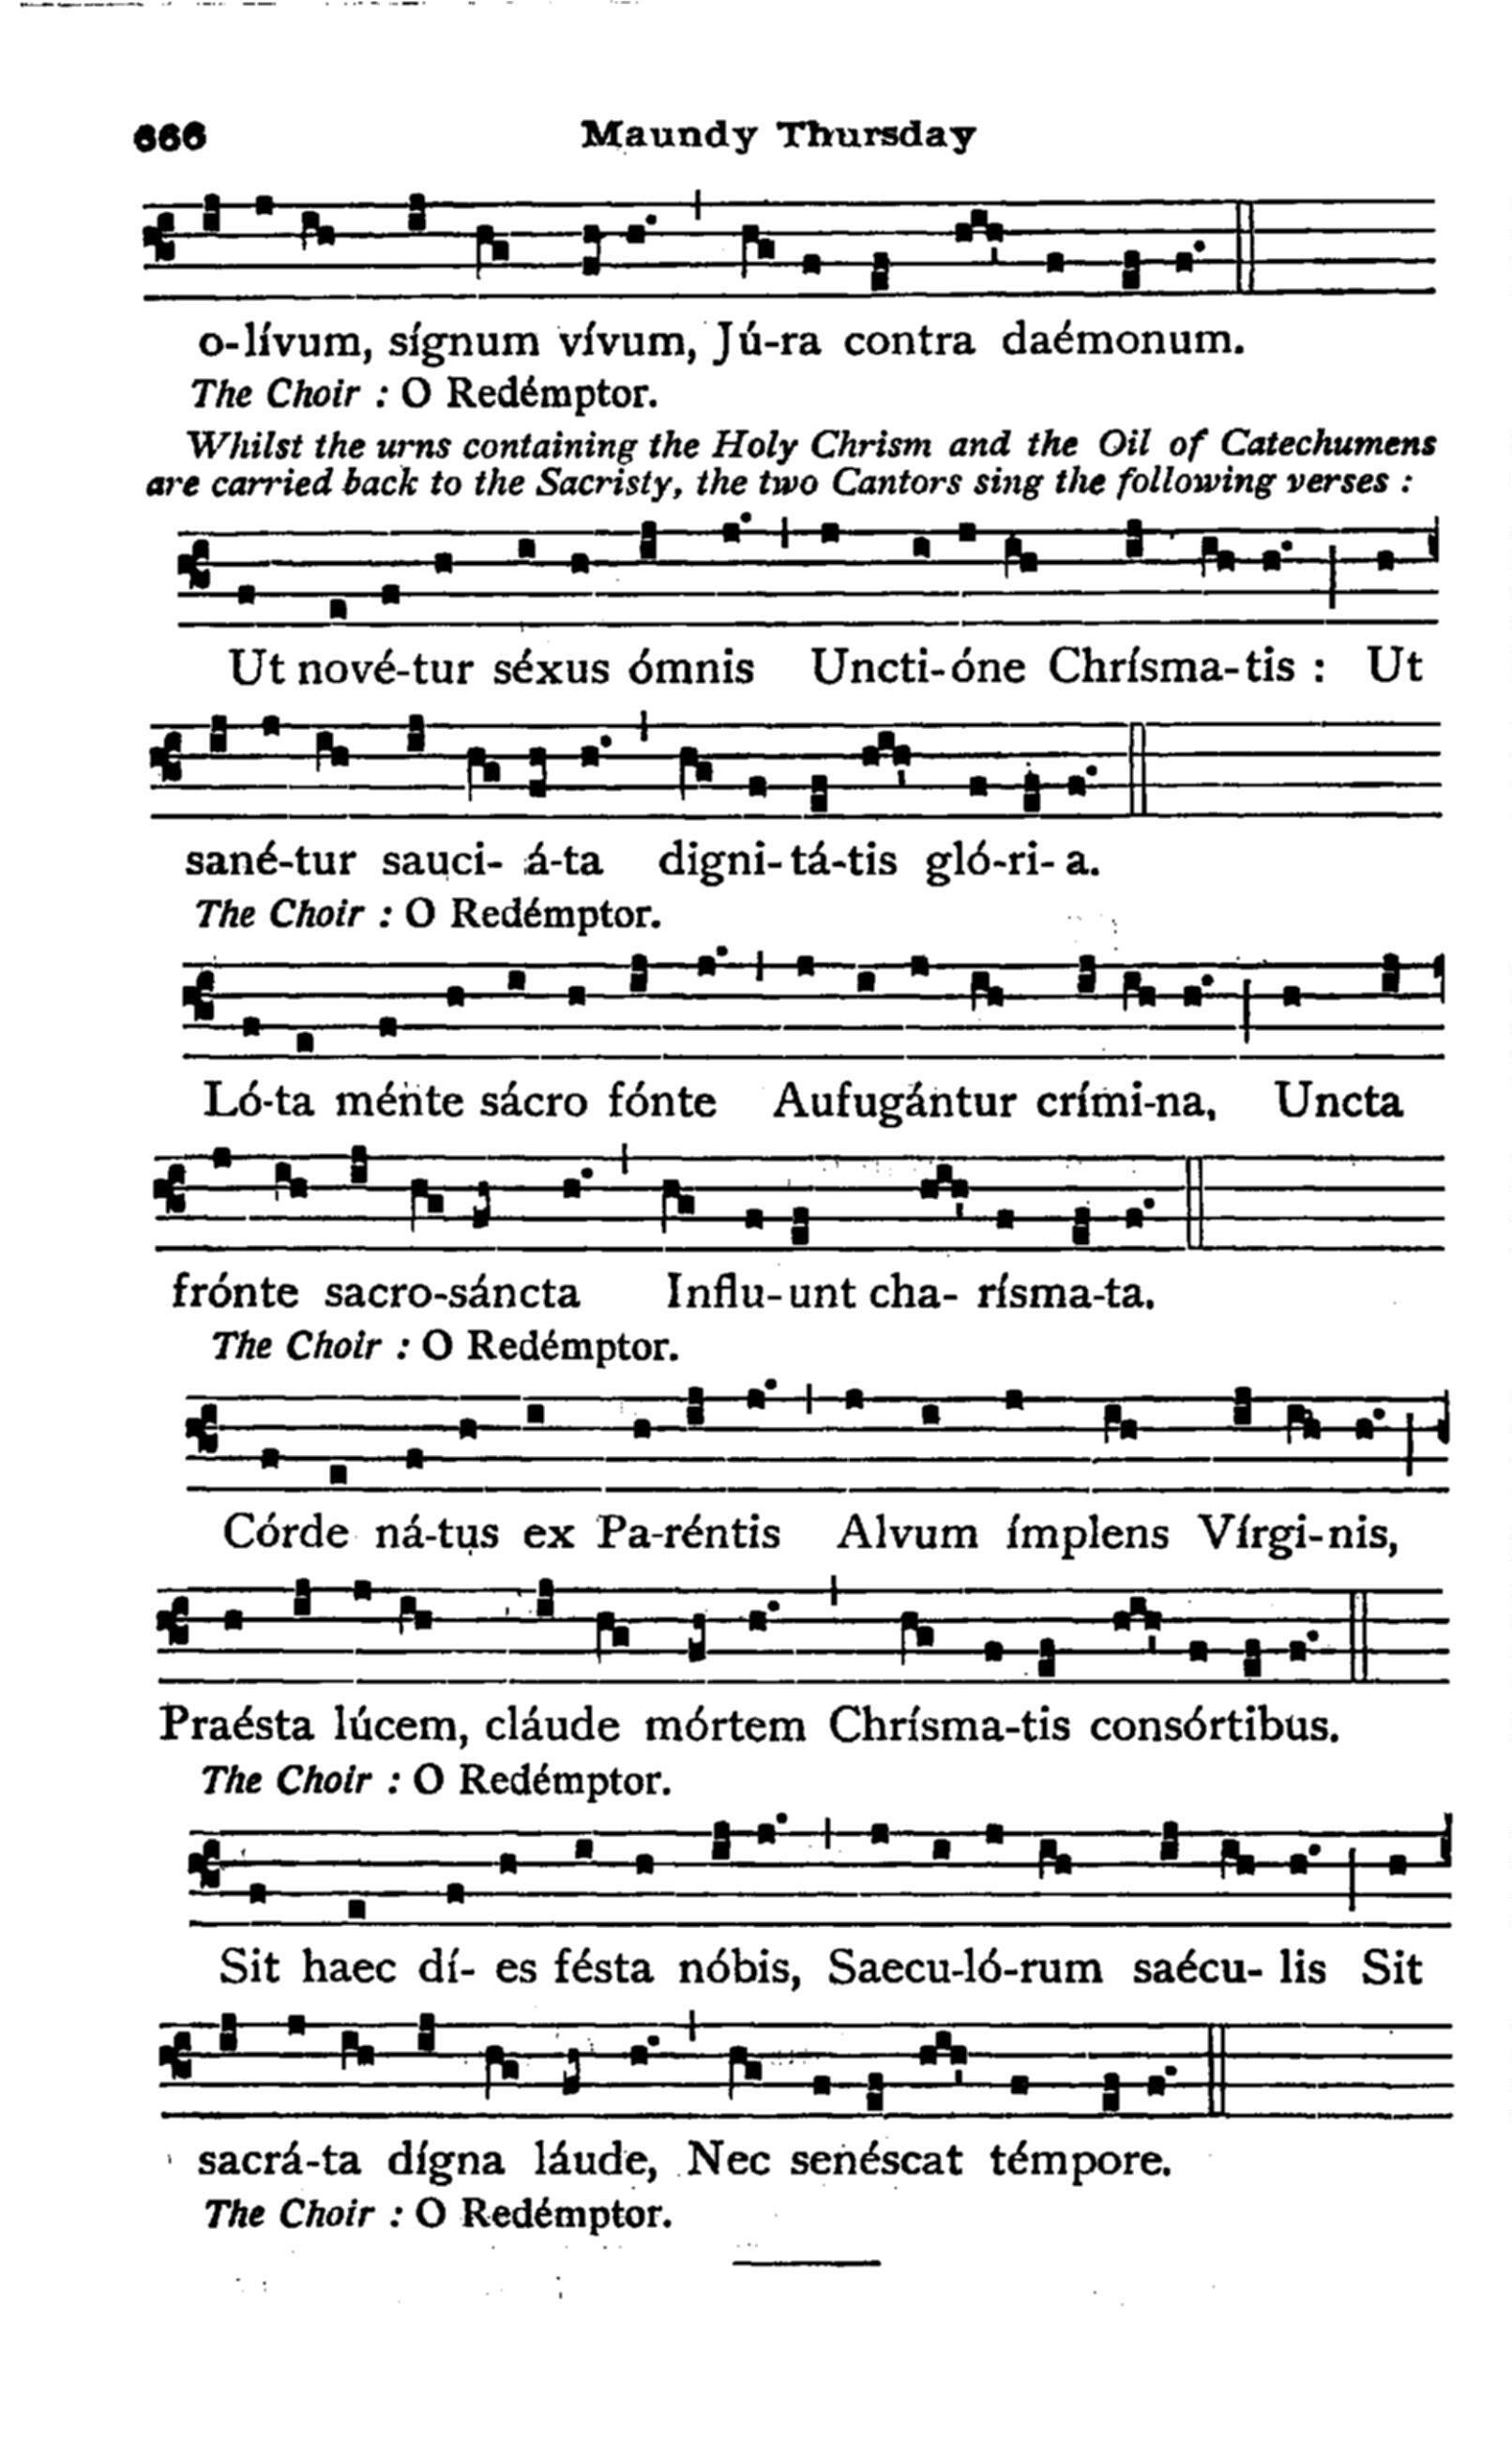 666 Maundy Thursday
o-lívum, sígnum vívum, Jú-ra contra daémonum.
The Choir : O Redémptor.
Whilst the urns containing the Holy Chrism and the Oil of Catechumens
are carried back to the Sacristy, the two Cantors sing the following verses :
Ut nové-tur séxus ómnis Uncti-óne Chrísma-tis : Ut
sané-tur sauci- á-ta digni-tá-tis gló-ri- a.
The Choir : O Redémptor.
Ló-ta ménte sácro fónte Aufugántur crími-na, Uncta
frónte sacro-sáncta Influ-unt cha- rísma-ta.
The Choir : O Redémptor.
Córde ná-tus ex Pa-réntis Alvum ímplens Vírgi-nis,
Praésta lúcem, cláude mórtem Chrísma-tis consórtibus.
The Choir : O Redémptor.
Sit haec dí- es fésta nóbis, Saecu-ló-rum saécu- lis Sit
sacrá-ta dígna láude, Nec senéscat témpore.
The Choir : O Redémptor.